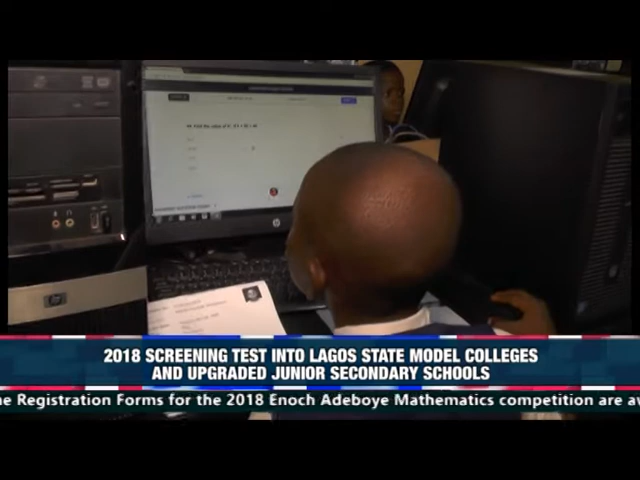 2018 SCREENING TEST INTO LAGOS STATE MODEL COLLEGES
AND UPGRADED JUNIOR SECONDARY SCHOOLS
ne Registration Forms for the 2018 Enoch Adeboye Mathematics competition are av